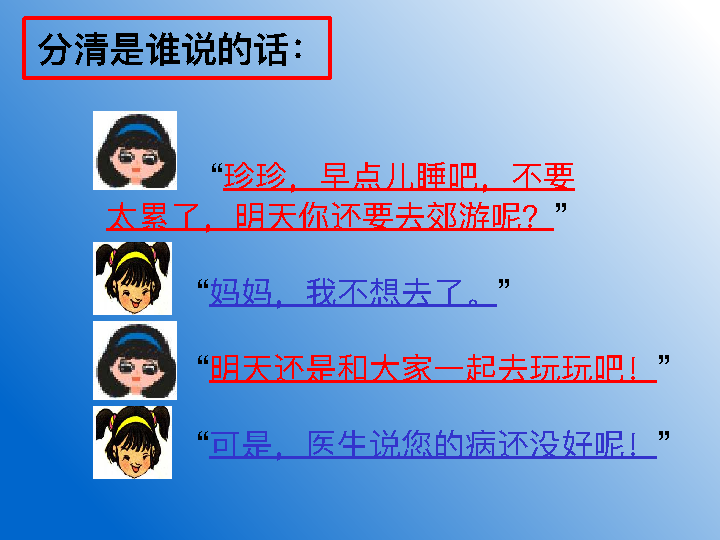 分清是谁说的话：
“珍珍，早点儿睡吧，不要
太累了，明天你还要去郊游呢？”
“妈妈，我不想去了。”
“明天还是和大家一起去玩玩吧！”
“可是，医生说您的病还没好呢！”